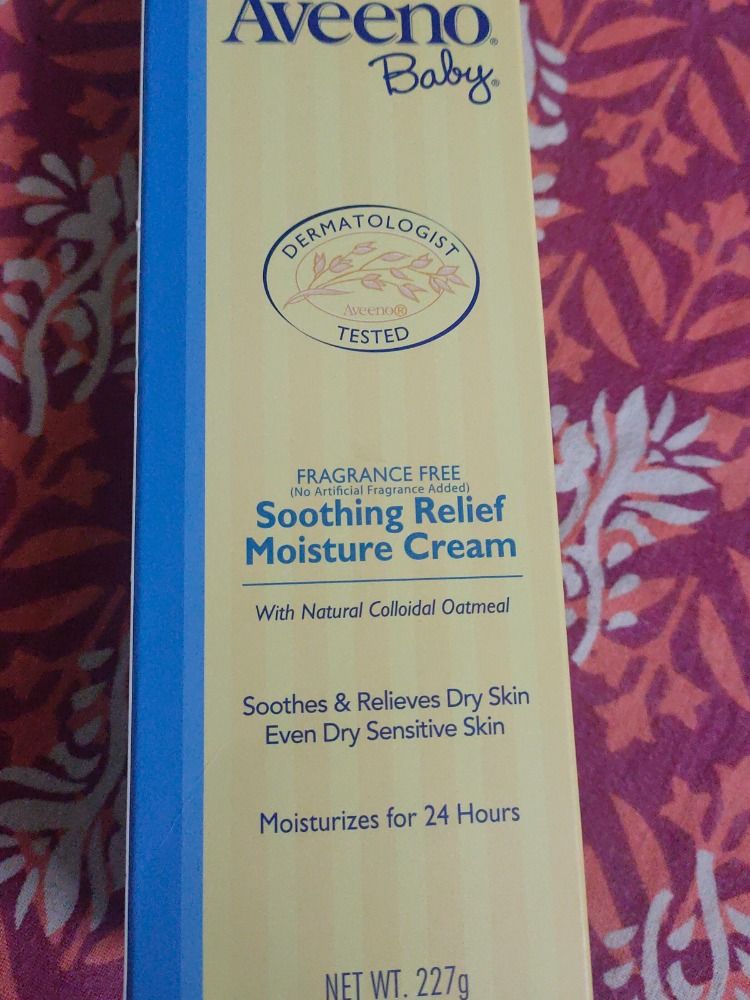 Aveeno®
Baby®
DERMATOLOGIST
Aveeno®
TESTED
FRAGRANCE FREE
(No Artificial Fragrance Added)
Soothing Relief
Moisture Cream
With Natural Colloidal Oatmeal
Soothes & Relieves Dry Skin
Even Dry Sensitive Skin
Moisturizes for 24 Hours
NET WT. 227g